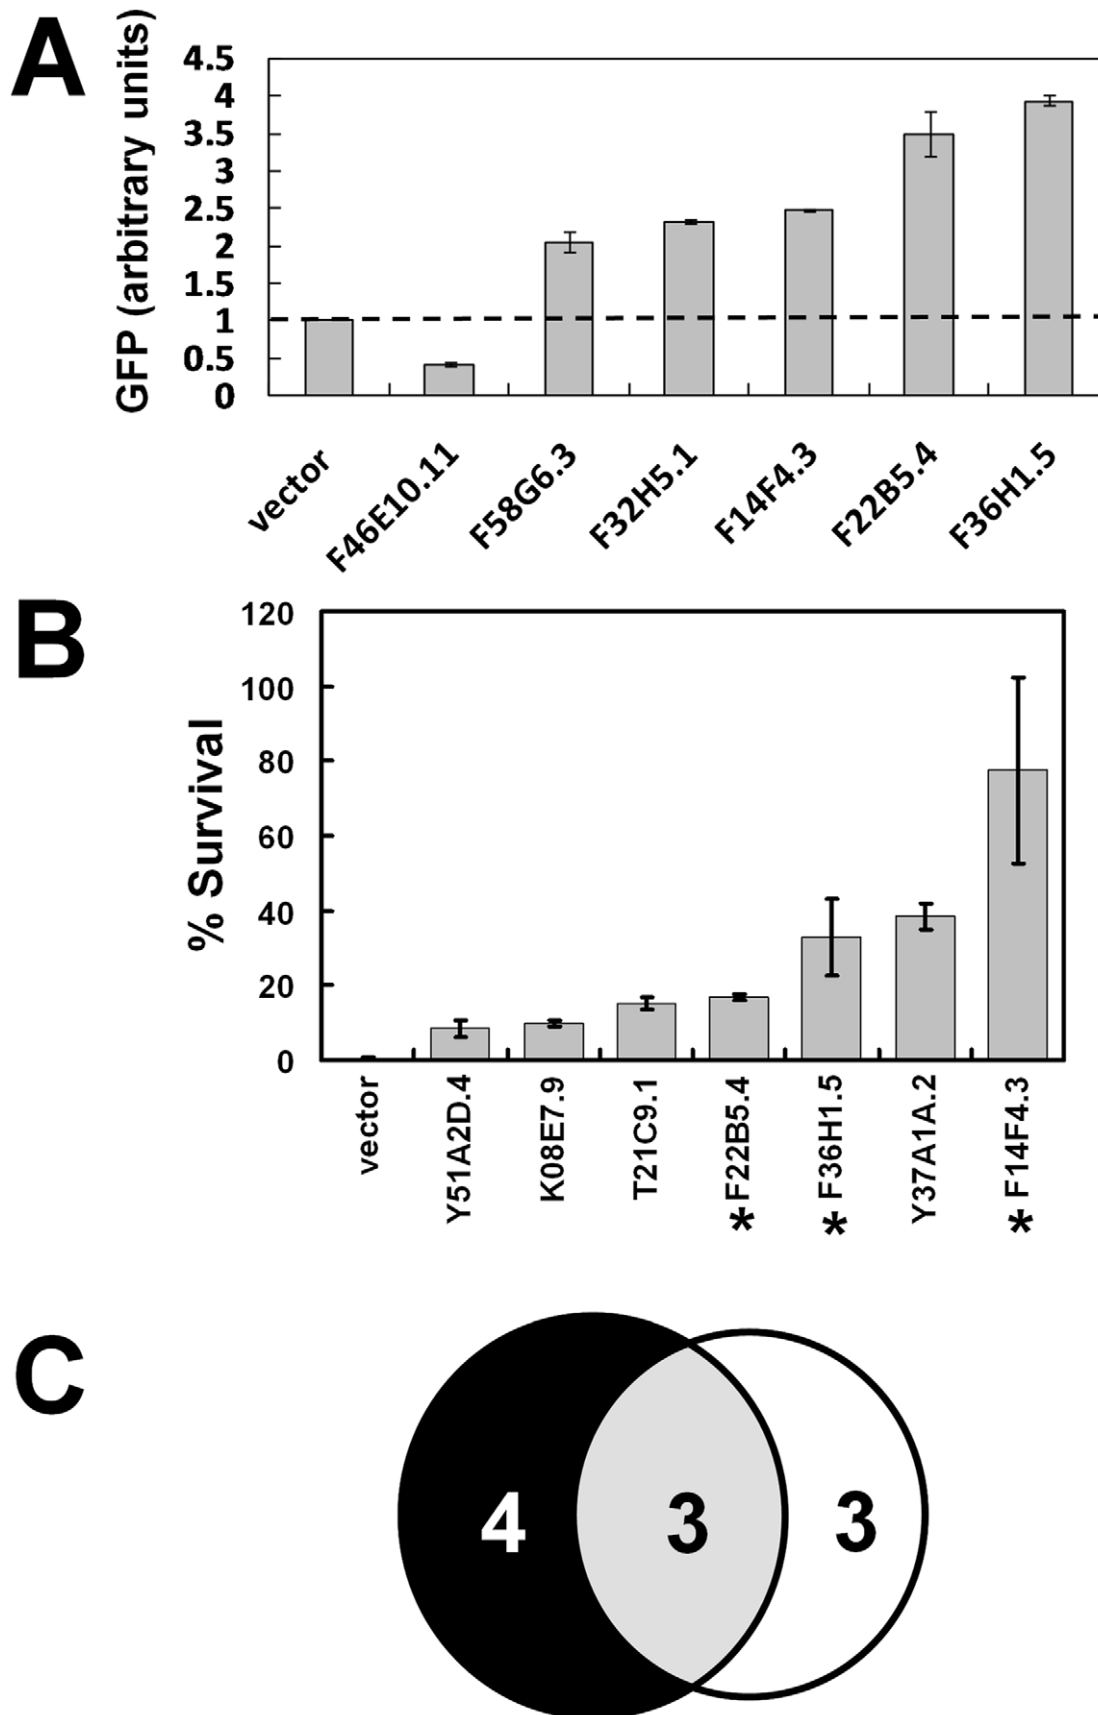 A
GFP (arbitrary units)
4.5
4
3.5
3
2.5
2
1.5
1
0.5
0
vector
F46E10.11
F58G6.3
F32H5.1
F14F4.3
F22B5.4
F36H1.5
B
% Survival
120
100
80
60
40
20
0
vector
Y51A2D.4
K08E7.9
T21C9.1
*F22B5.4
* F36H1.5
Y37A1A.2
* F14F4.3
C
4 3 3